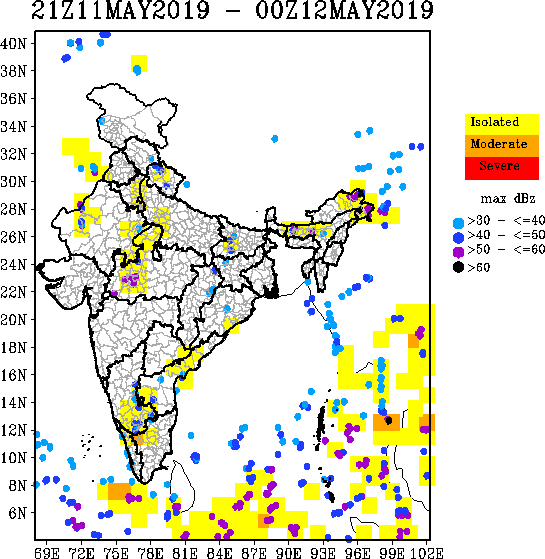 21Z11MAY2019 - 00Z12MAY2019
40N
38N
36N
34N
32N
30N
28N
26N
24N
22N
20N
18N
16N
14N
12N
10N
8N
6N
69E 72E 75E 78E 81E 84E 87E 90E 93E 96E 99E 102E
Isolated
Moderate
Severe
max dBz
>30 - <=40
>40 - <=50
>50 - <=60
>60